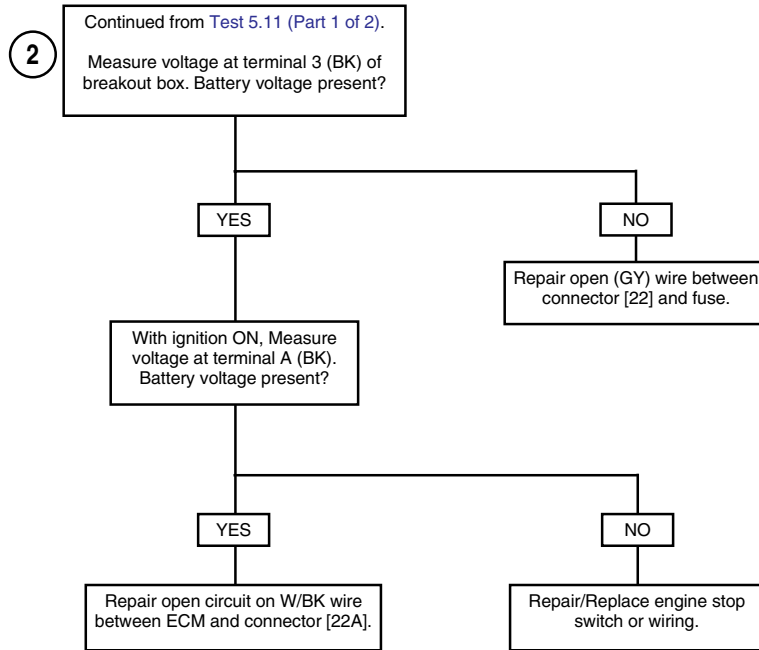 2
Continued from Test 5.11 (Part 1 of 2).
Measure voltage at terminal 3 (BK) of
breakout box. Battery voltage present?
YES
NO
Repair open (GY) wire between
connector [22] and fuse.
With ignition ON, Measure
voltage at terminal A (BK).
Battery voltage present?
YES
NO
Repair open circuit on W/BK wire
between ECM and connector [22A].
Repair/Replace engine stop
switch or wiring.